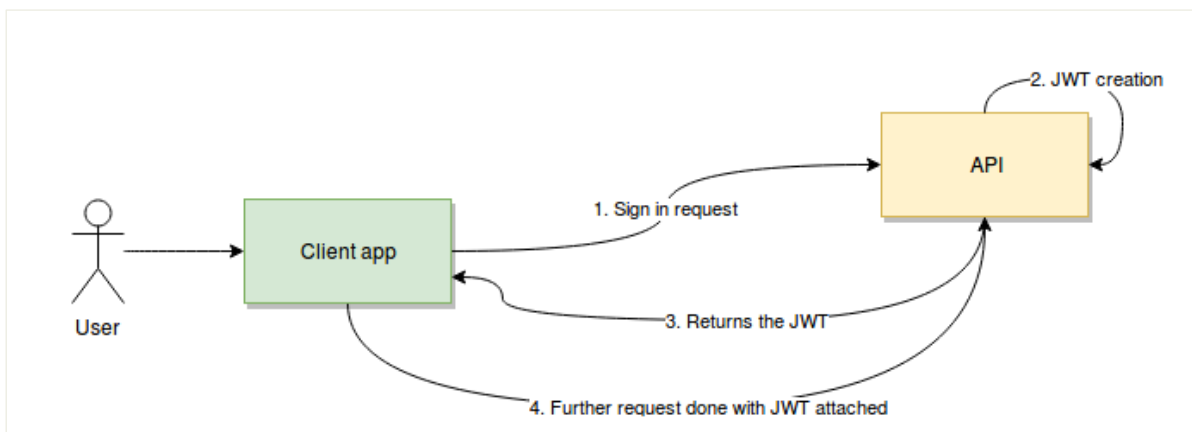 2. JWT creation
API
1. Sign in request
Client app
User
3. Returns the JWT
4. Further request done with JWT attached